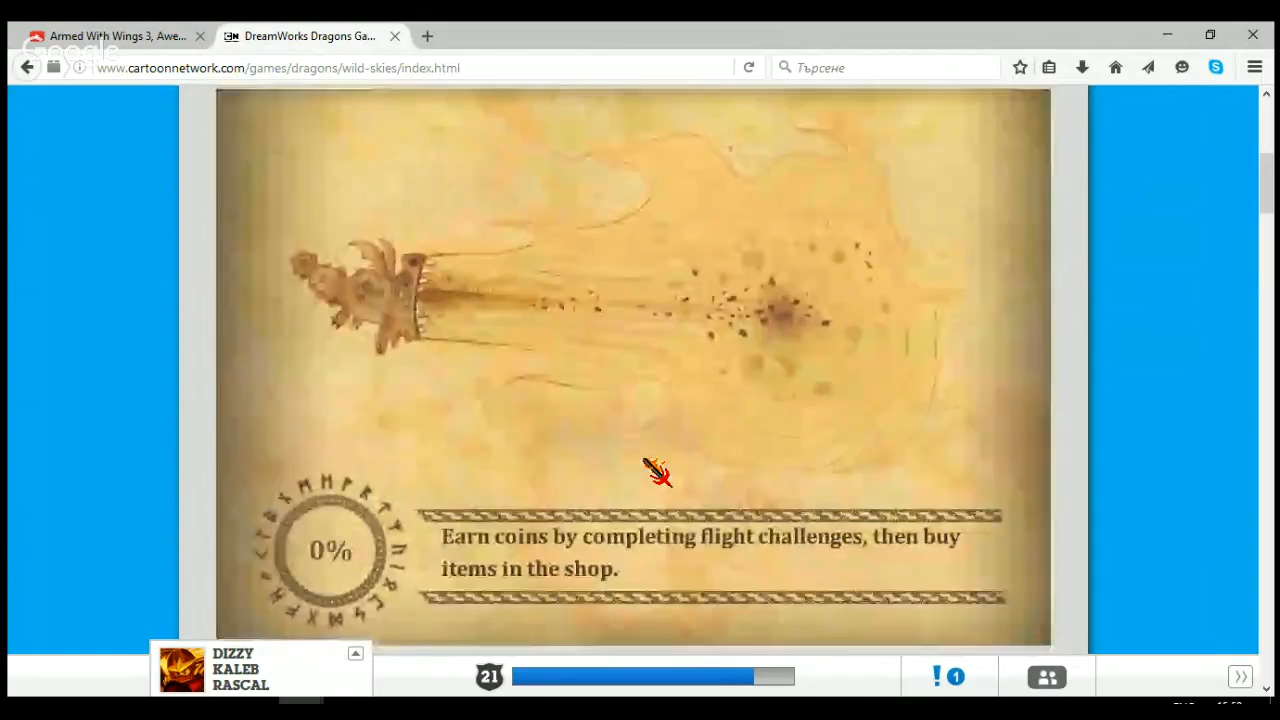 Armed With Wings 3, Awe...
DreamWorks Dragons Ga...
Google
www.cartoonnetwork.com/games/dragons/wild-skies/index.html
Търсене
0%
Earn coins by completing flight challenges, then buy
items in the shop.
DIZZY
KALEB
RASCAL
21
1